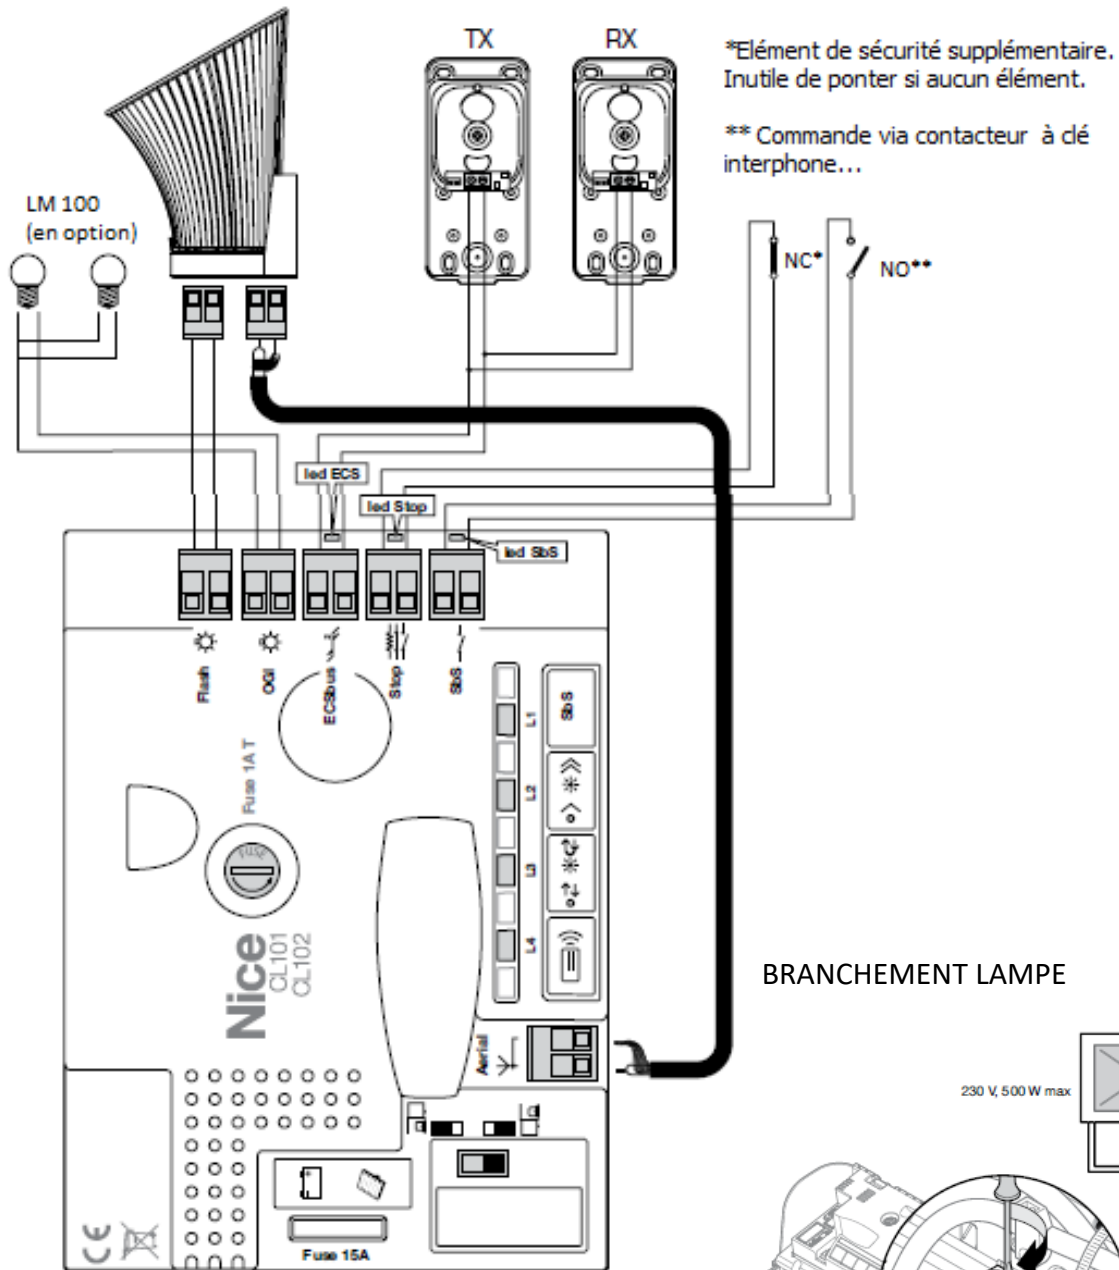 TX
RX
*Elément de sécurité supplémentaire.
Inutile de ponter si aucun élément.
** Commande via contacteur à clé
interphone...
LM 100
(en option)
NC*
NO**
led ECS
led Stop
led SbS
Flash
OGI
ECSbus
Stop
SbS
L1
L2
L3
L4
SbS
Fuse 1A T
FUSE
Nice
CL101
CL102
Aerial
BRANCHEMENT LAMPE
230 V, 500 W max
CE
Fuse 15A